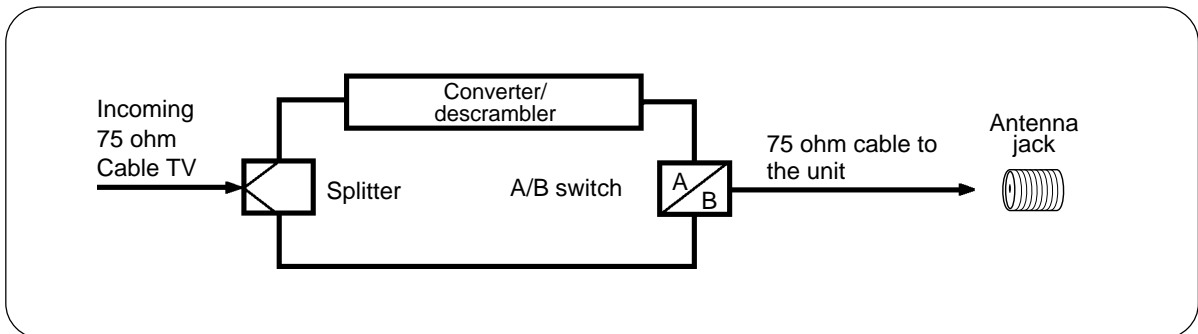 Incoming
75 ohm
Cable TV
Splitter
Converter/
descrambler
A/B switch
A
B
75 ohm cable to
the unit
Antenna
jack